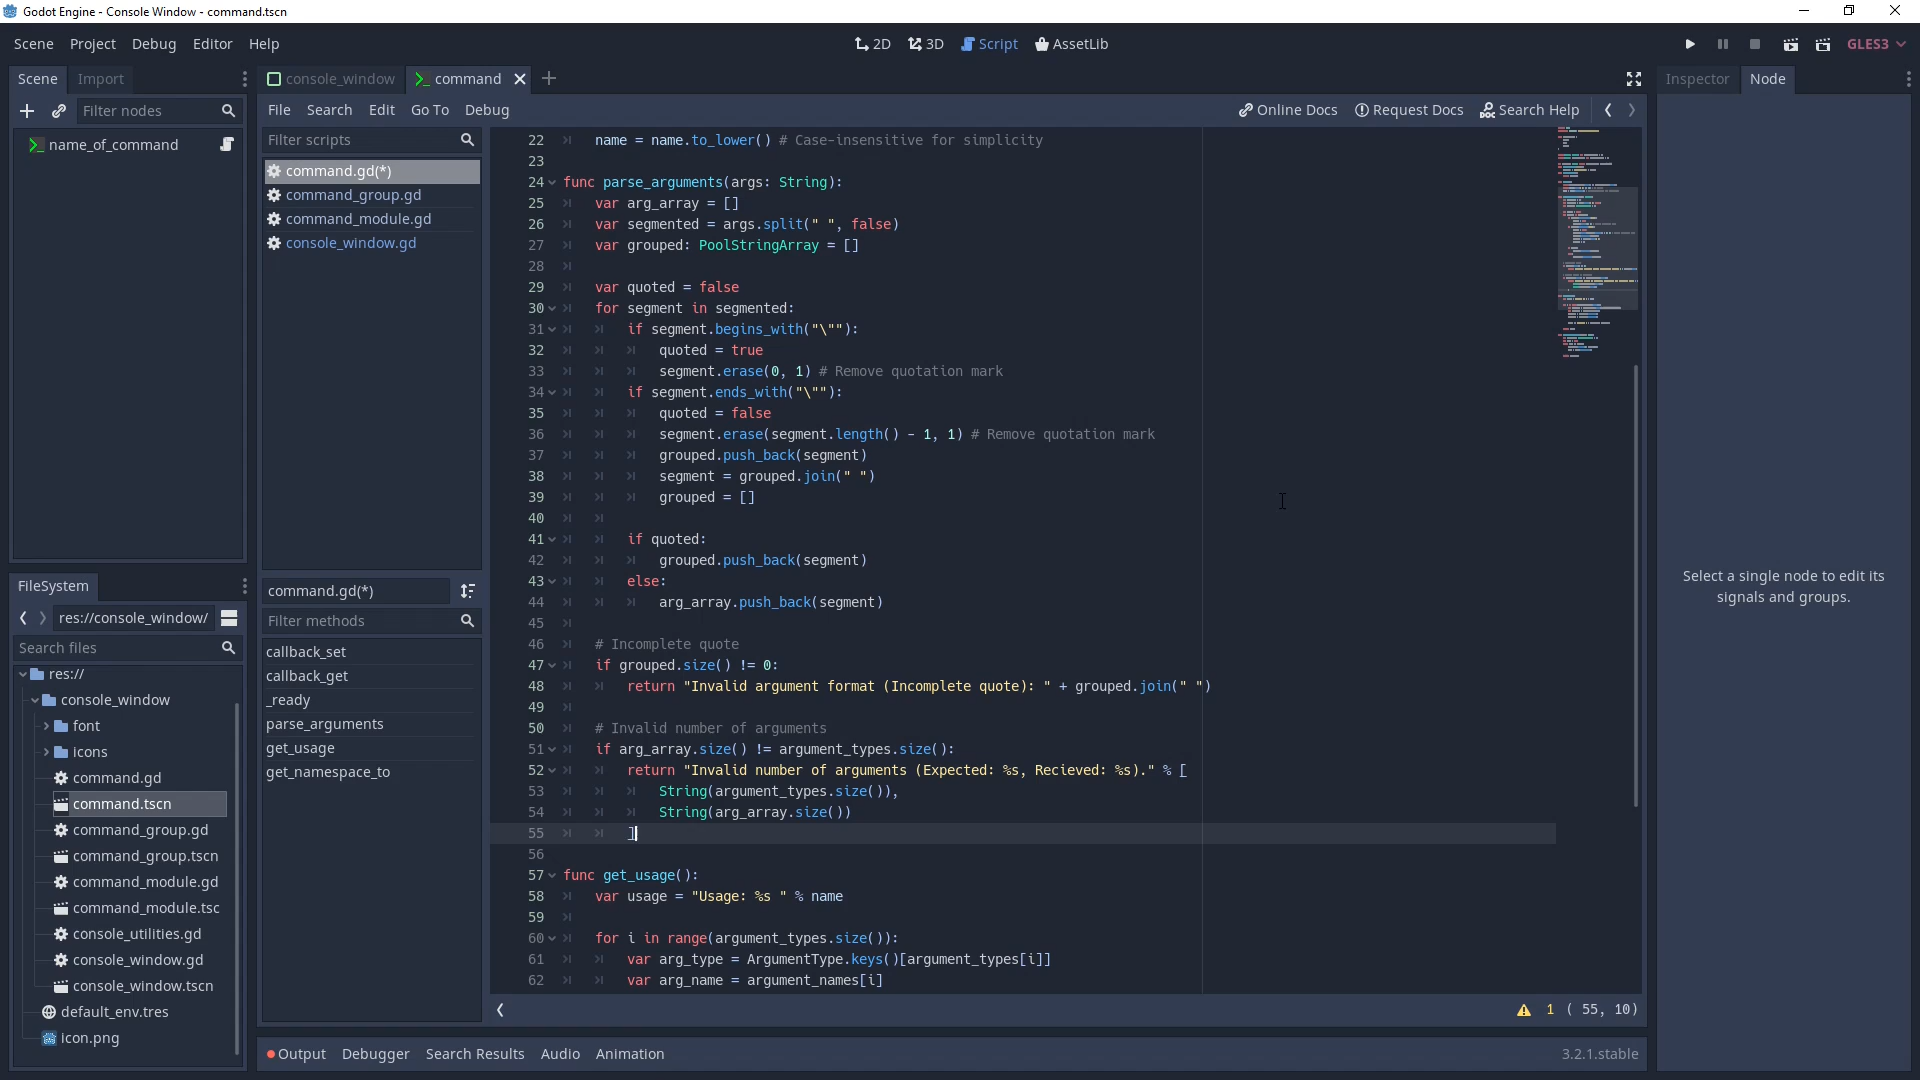 Godot Engine - Console Window - command.tscn
Scene Project Debug Editor Help
2D 3D Script AssetLib
GLES3
Scene Import
Filter nodes
name_of_command
FileSystem
res://console_window/
Search files
res://
console_window
font
icons
command.gd
command.tscn
command_group.gd
command_group.tscn
command_module.gd
command_module.tsc
console_utilities.gd
console_window.gd
console_window.tscn
default_env.tres
icon.png
console_window command
File Search Edit Go To Debug
Online Docs Request Docs Search Help
Filter scripts
command.gd(*)
command_group.gd
command_module.gd
console_window.gd
command.gd(*)
Filter methods
callback_set
callback_get
_ready
parse_arguments
get_usage
get_namespace_to
22 name = name.to_lower() # Case-insensitive for simplicity
23
24 func parse_arguments(args: String):
25 var arg_array = []
26 var segmented = args.split(" ", false)
27 var grouped: PoolStringArray = []
28
29 var quoted = false
30 for segment in segmented:
31 if segment.begins_with("\""):
32 quoted = true
33 segment.erase(0, 1) # Remove quotation mark
34 if segment.ends_with("\""):
35 quoted = false
36 segment.erase(segment.length() - 1, 1) # Remove quotation mark
37 grouped.push_back(segment)
38 segment = grouped.join(" ")
39 grouped = []
40
41 if quoted:
42 grouped.push_back(segment)
43 else:
44 arg_array.push_back(segment)
45
46 # Incomplete quote
47 if grouped.size() != 0:
48 return "Invalid argument format (Incomplete quote): " + grouped.join(" ")
49
50 # Invalid number of arguments
51 if arg_array.size() != argument_types.size():
52 return "Invalid number of arguments (Expected: %s, Recieved: %s)." % [
53 String(argument_types.size()),
54 String(arg_array.size())
55 ]
56
57 func get_usage():
58 var usage = "Usage: %s " % name
59
60 for i in range(argument_types.size()):
61 var arg_type = ArgumentType.keys()[argument_types[i]]
62 var arg_name = argument_names[i]
1 ( 55, 10)
Output Debugger Search Results Audio Animation
3.2.1.stable
Inspector Node
Select a single node to edit its
signals and groups.